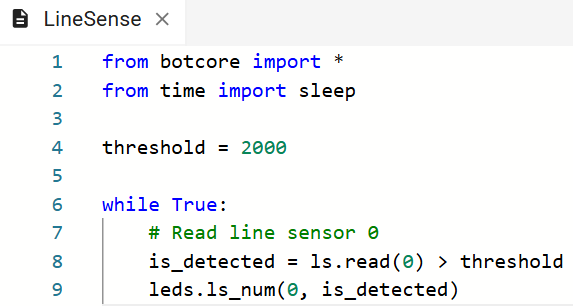 LineSense
1 from botcore import *
2 from time import sleep
3
4 threshold = 2000
5
6 while True:
7     # Read line sensor 0
8     is_detected = ls.read(0) > threshold
9     leds.ls_num(0, is_detected)